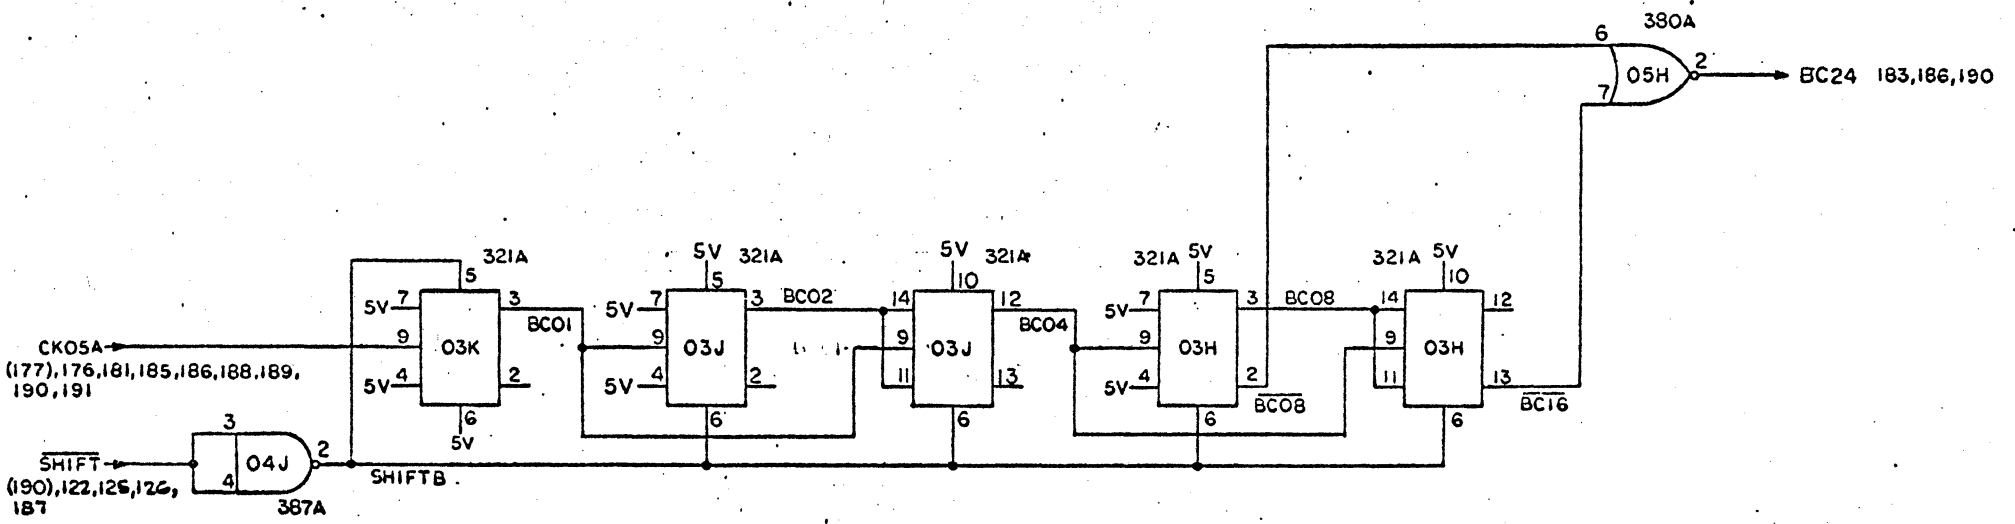 380A
6
05H
2
BC24 183,186,190
7
321A
5V
321A
5V
321A
321A
5V
321A
5V
5
5
10
5
10
5V
7
3
BC01
5V
7
3
BC02
14
12
BC04
5V
7
3
BC08
14
12
CK05A
9
03K
9
03J
9
03J
9
03H
9
03H
(177),176,181,185,186,188,189,
190,191
5V
4
2
5V
4
2
11
13
5V
4
2
BC08
11
13
BC16
6
5V
6
6
6
6
3
SHIFT
04J
2
4
SHIFTB
(190),122,125,126,
187
387A